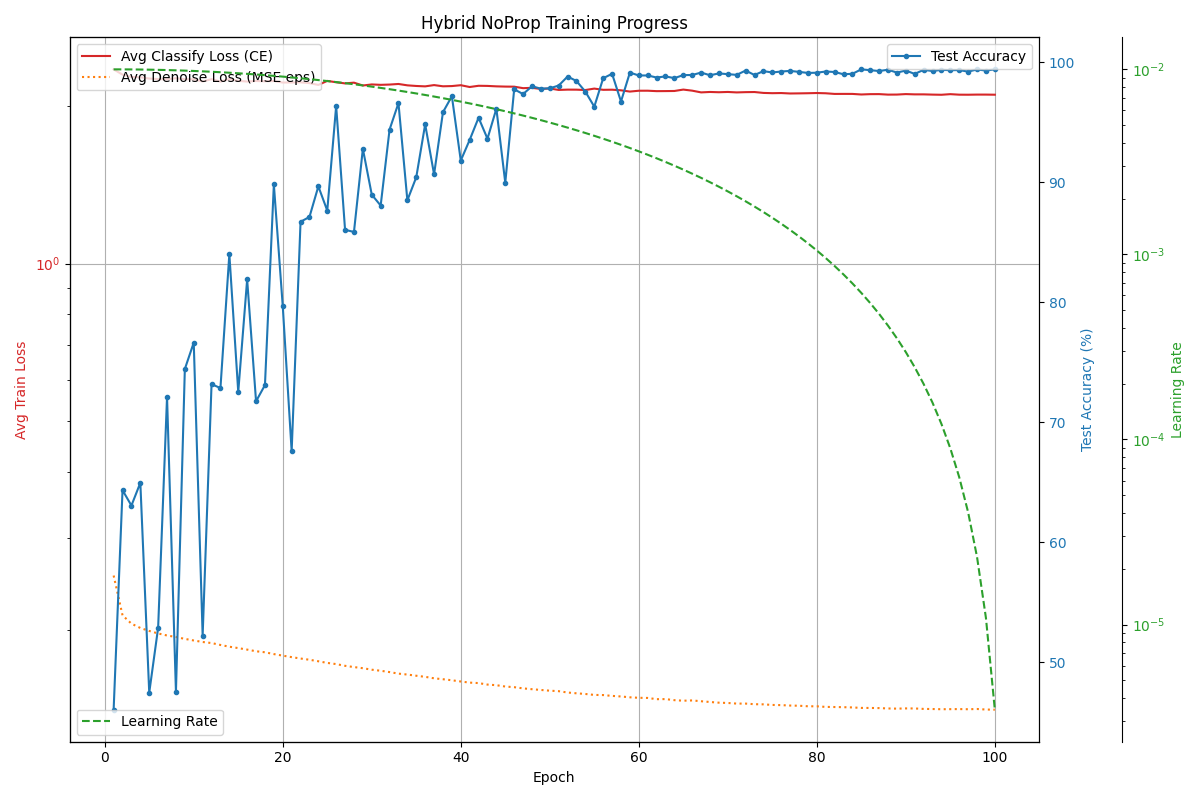 Hybrid NoProp Training Progress
Avg Classify Loss (CE)
Avg Denoise Loss (MSE eps)
Test Accuracy
Learning Rate
Avg Train Loss
10^0
Epoch
0 20 40 60 80 100
Test Accuracy (%)
100
90
80
70
60
50
Learning Rate
10^-2
10^-3
10^-4
10^-5